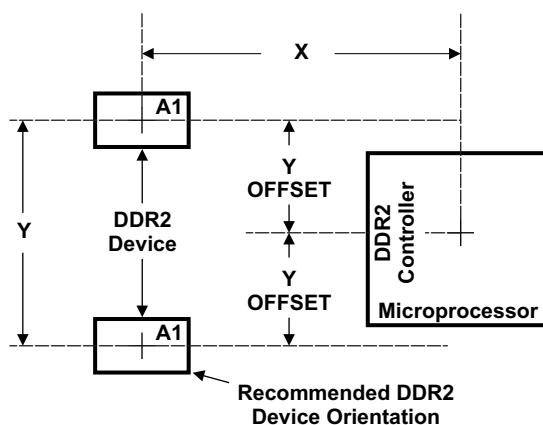 X
A1
Y
OFFSET
Y
DDR2
Device
DDR2
Controller
Y
OFFSET
Microprocessor
A1
Recommended DDR2
Device Orientation